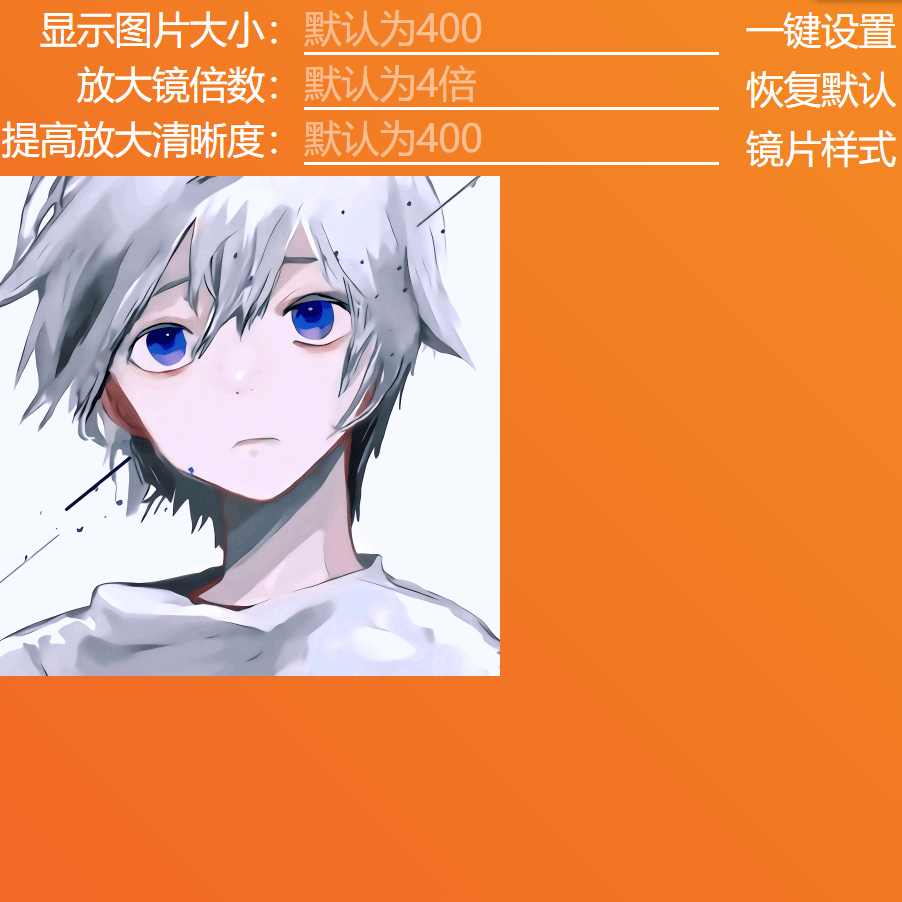 显示图片大小： 默认为400 一键设置
放大镜倍数： 默认为4倍 恢复默认
提高放大清晰度： 默认为400 镜片样式